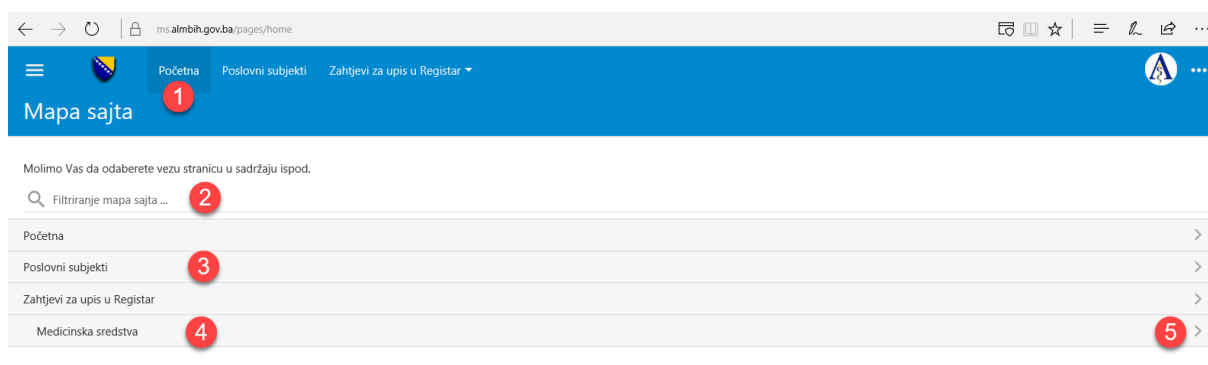 ms.almbih.gov.ba/pages/home
Početna Poslovni subjekti Zahtjevi za upis u Registar
1
Mapa sajta
Molimo Vas da odaberete vezu stranicu u sadržaju ispod.
Filtriranje mapa sajta ... 2
Početna
Poslovni subjekti 3
Zahtjevi za upis u Registar
Medicinska sredstva 4 5